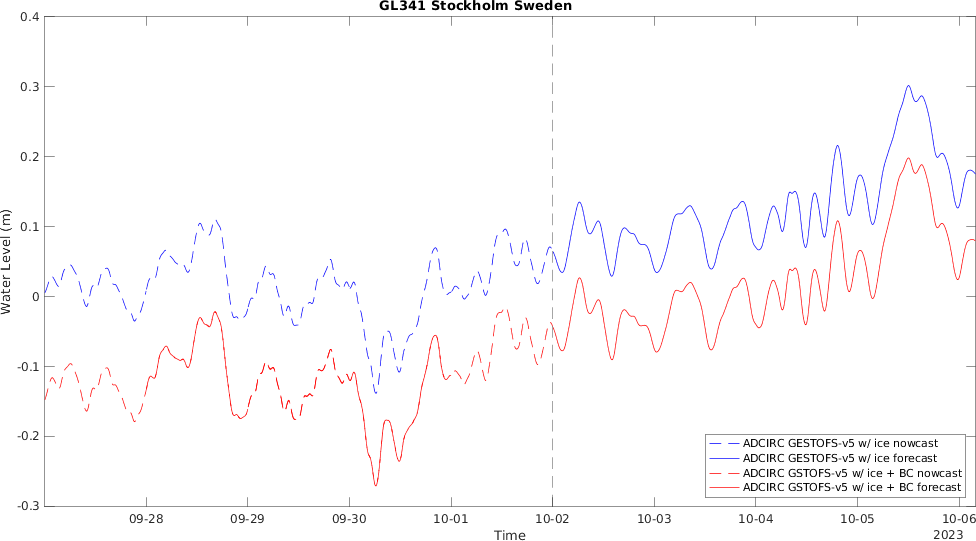 GL341 Stockholm Sweden
0.4
0.3
0.2
0.1
0
-0.1
-0.2
-0.3
Water Level (m)
ADCIRC GESTOFS-v5 w/ ice nowcast
ADCIRC GESTOFS-v5 w/ ice forecast
ADCIRC GSTOFS-v5 w/ ice + BC nowcast
ADCIRC GSTOFS-v5 w/ ice + BC forecast
09-28 09-29 09-30 10-01 10-02 10-03 10-04 10-05 10-06
Time
2023